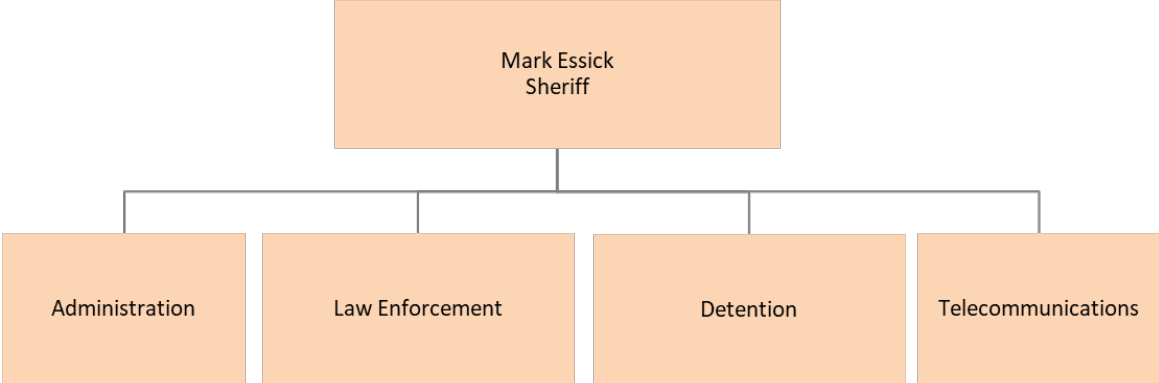 Mark Essick
Sheriff
Administration
Law Enforcement
Detention
Telecommunications